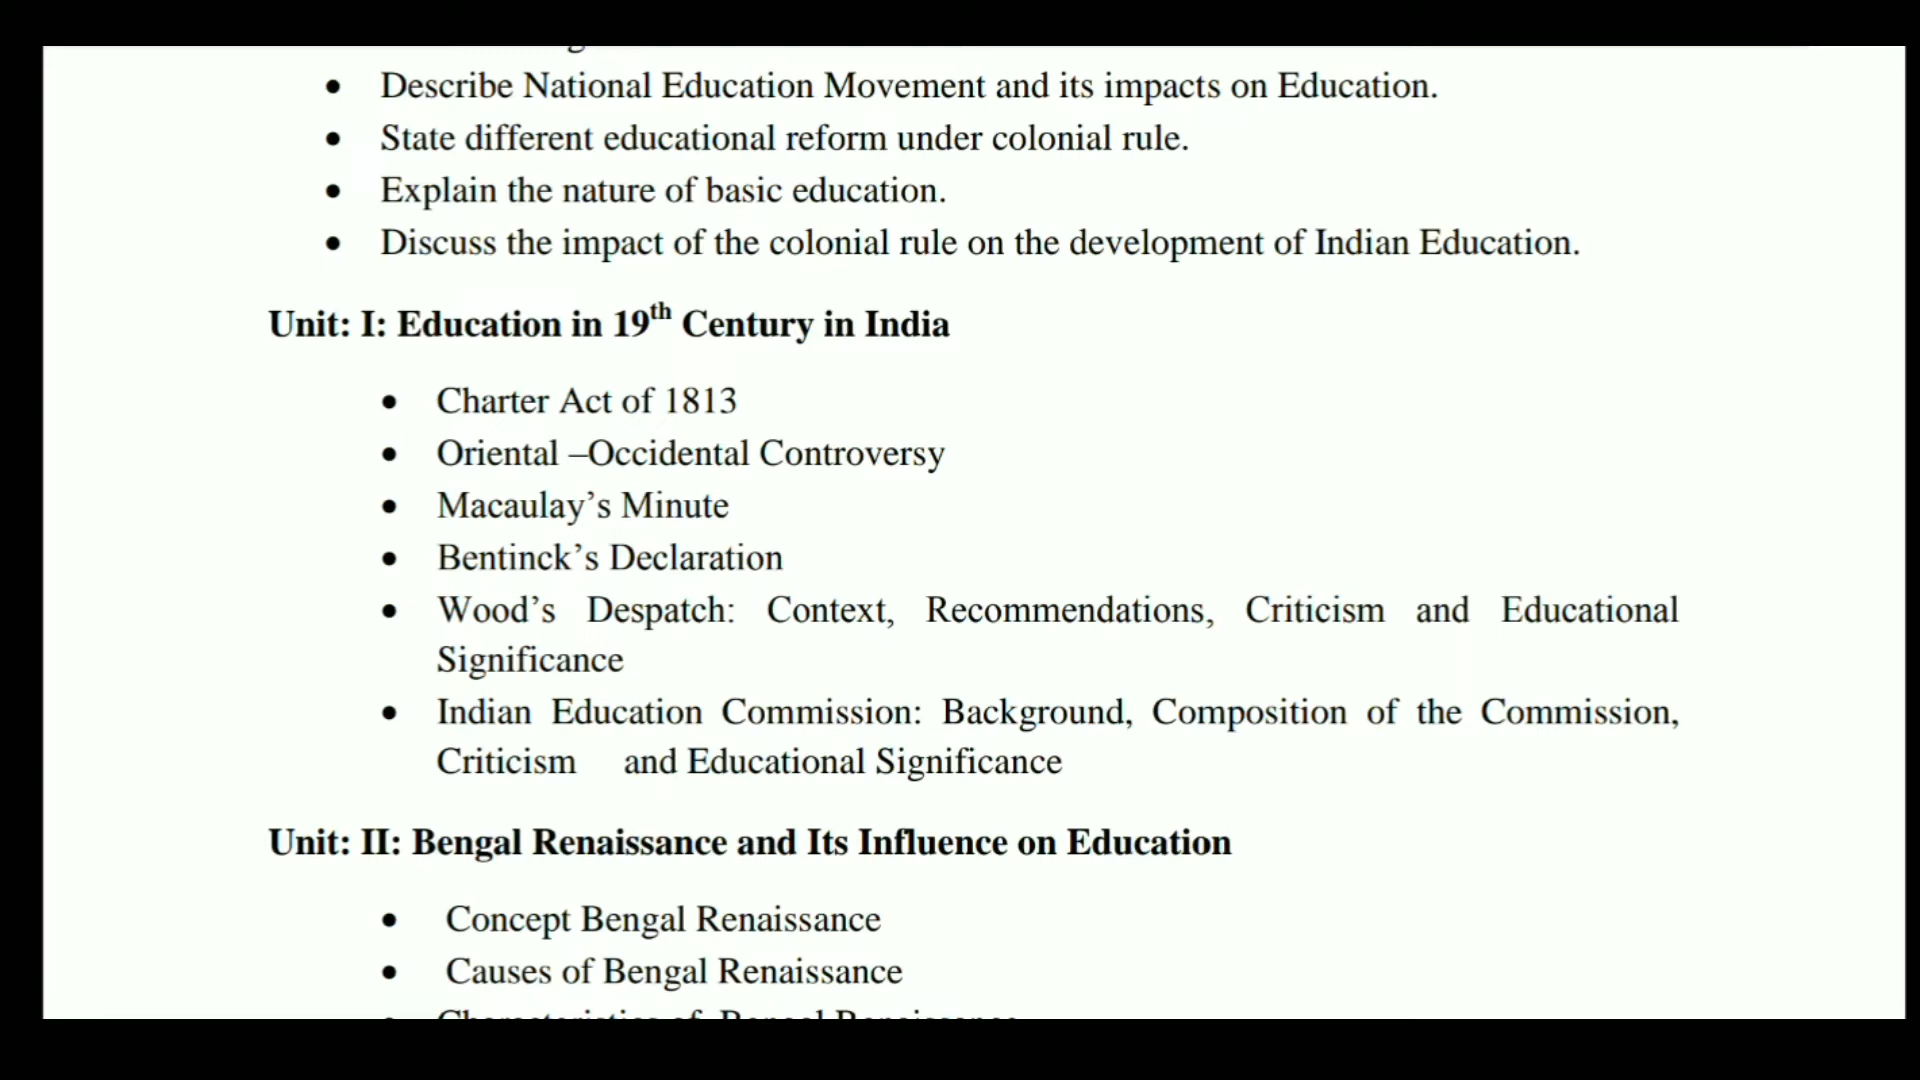 • Describe National Education Movement and its impacts on Education.
• State different educational reform under colonial rule.
• Explain the nature of basic education.
• Discuss the impact of the colonial rule on the development of Indian Education.
Unit: I: Education in 19th Century in India
• Charter Act of 1813
• Oriental –Occidental Controversy
• Macaulay’s Minute
• Bentinck’s Declaration
• Wood’s Despatch: Context, Recommendations, Criticism and Educational
Significance
• Indian Education Commission: Background, Composition of the Commission,
Criticism and Educational Significance
Unit: II: Bengal Renaissance and Its Influence on Education
• Concept Bengal Renaissance
• Causes of Bengal Renaissance
• Characteristics of Bengal Renaissance